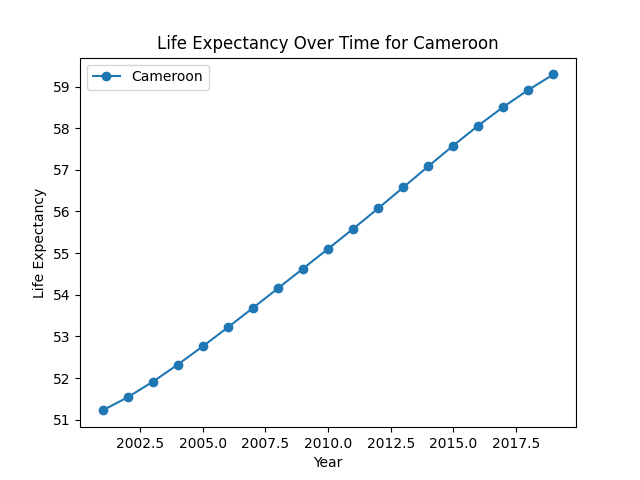 Life Expectancy Over Time for Cameroon
Cameroon
59
58
57
56
55
54
53
52
51
Life Expectancy
2002.5 2005.0 2007.5 2010.0 2012.5 2015.0 2017.5
Year